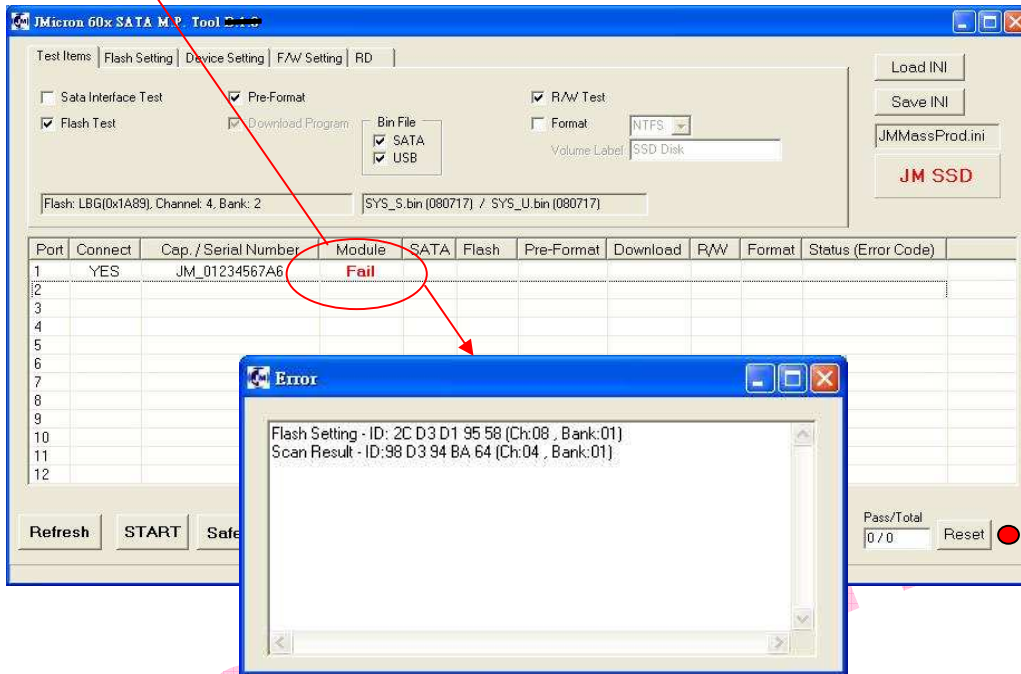 JMicron 60x SATA M.P. Tool
Test Items Flash Setting Device Setting F/W Setting RD
Load INI
Sata Interface Test Pre-Format R/W Test
Save INI
Flash Test Download Program Bin File Format NTFS
SATA
JMMassProd.ini
USB
Volume Label SSD Disk
JM SSD
Flash: LBG(0x1A89), Channel: 4, Bank: 2 SYS_S.bin (080717) / SYS_U.bin (080717)
Port Connect Cap. / Serial Number Module SATA Flash Pre-Format Download R/W Format Status (Error Code)
1 YES JM_01234567A6 Fail
2
3
4
5
6
7
8
9
10
11
12
Error
Flash Setting - ID: 2C D3 D1 95 58 (Ch:08 , Bank:01)
Scan Result - ID:98 D3 94 BA 64 (Ch:04 , Bank:01)
Pass/Total
Refresh START Safe 0 / 0 Reset